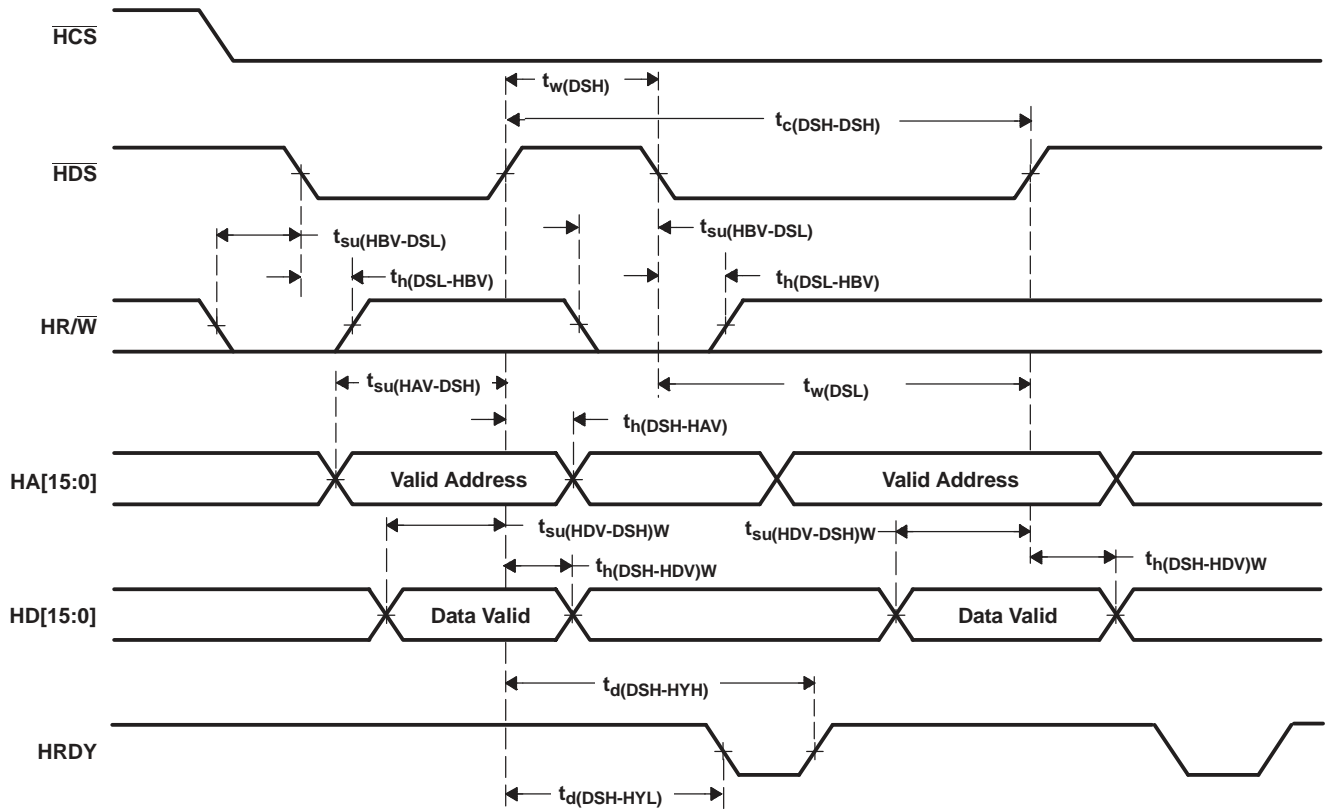 HCS
tw(DSH)
tc(DSH-DSH)
HDS
tsu(HBV-DSL)
tsu(HBV-DSL)
th(DSL-HBV)
th(DSL-HBV)
HR/W
tsu(HAV-DSH)
tw(DSL)
th(DSH-HAV)
HA[15:0]
Valid Address
Valid Address
tsu(HDV-DSH)W
tsu(HDV-DSH)W
th(DSH-HDV)W
th(DSH-HDV)W
HD[15:0]
Data Valid
Data Valid
td(DSH-HYH)
HRDY
td(DSH-HYL)